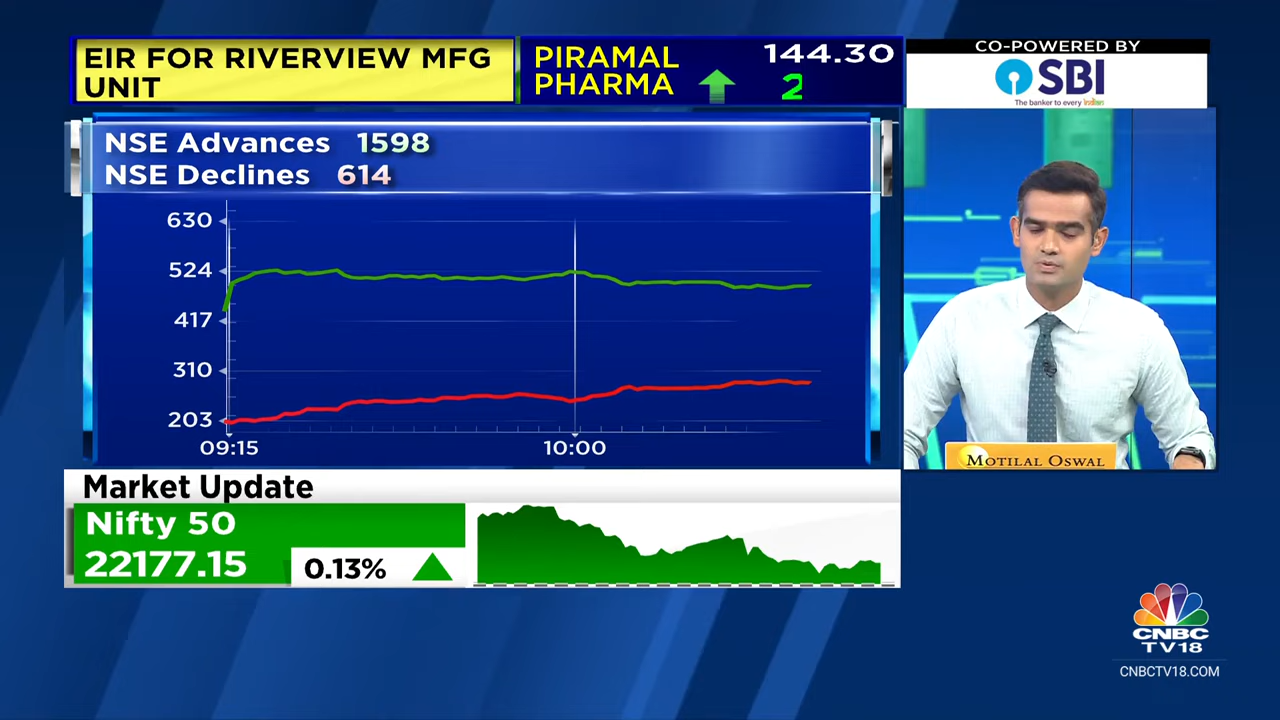 EIR FOR RIVERVIEW MFG
UNIT
PIRAMAL
PHARMA
144.30
2
CO-POWERED BY
SBI
The banker to every Indian
NSE Advances 1598
NSE Declines 614
630
524
417
310
203
09:15
10:00
MOTILAL OSWAL
Market Update
Nifty 50
22177.15
0.13%
CNBC
TV18
CNBCTV18.COM